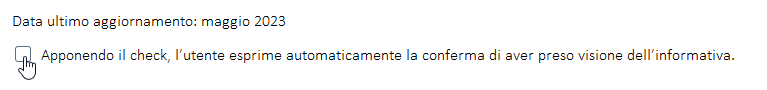 Data ultimo aggiornamento: maggio 2023
Apponendo il check, l’utente esprime automaticamente la conferma di aver preso visione dell’informativa.